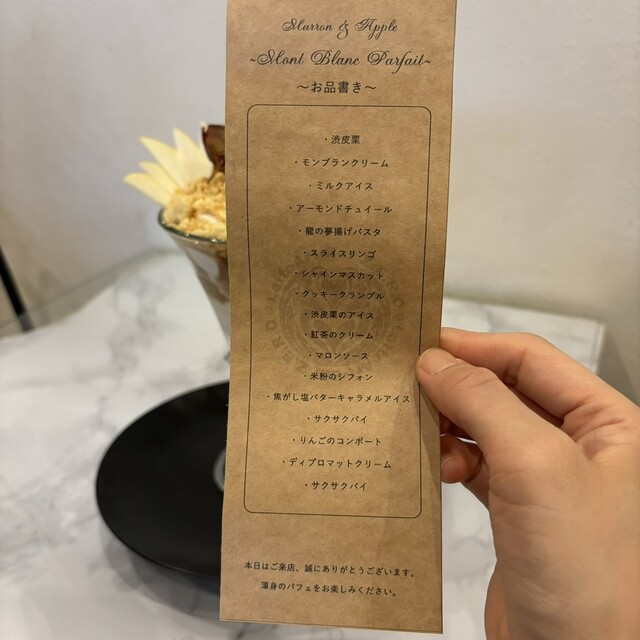 Marron & Apple
~Mont Blanc Parfait~
～お品書き～
・渋皮栗
・モンブランクリーム
・ミルクアイス
・アーモンドチュイール
・龍の夢揚げパスタ
・スライスリンゴ
・シャインマスカット
・クッキークランブル
・渋皮栗のアイス
・紅茶のクリーム
・マロンソース
・米粉のシフォン
・焦がし塩バターキャラメルアイス
・サクサクパイ
・りんごのコンポート
・ディプロマットクリーム
・サクサクパイ
本日はご来店、誠にありがとうございます。
渾身のパフェをお楽しみください。